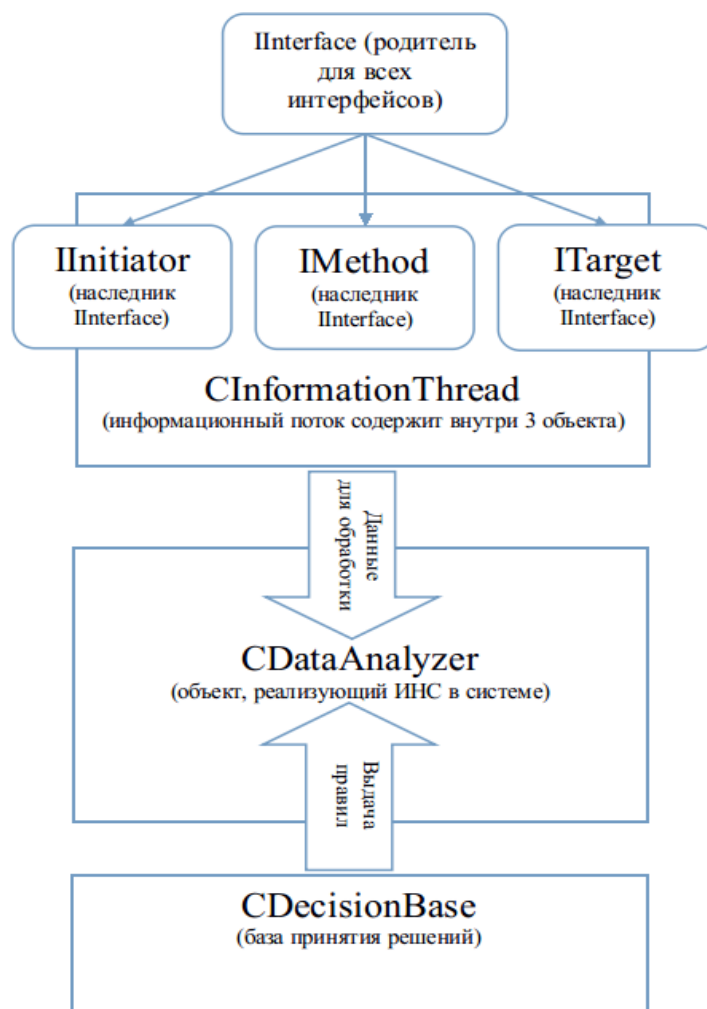 IInterface (родитель
для всех
интерфейсов)
IInitiator
(наследник
IInterface)
IMethod
(наследник
IInterface)
ITarget
(наследник
IInterface)
CInformationThread
(информационный поток содержит внутри 3 объекта)
Данные
для обработки
CDataAnalyzer
(объект, реализующий ИНС в системе)
Выдача
правил
CDecisionBase
(база принятия решений)